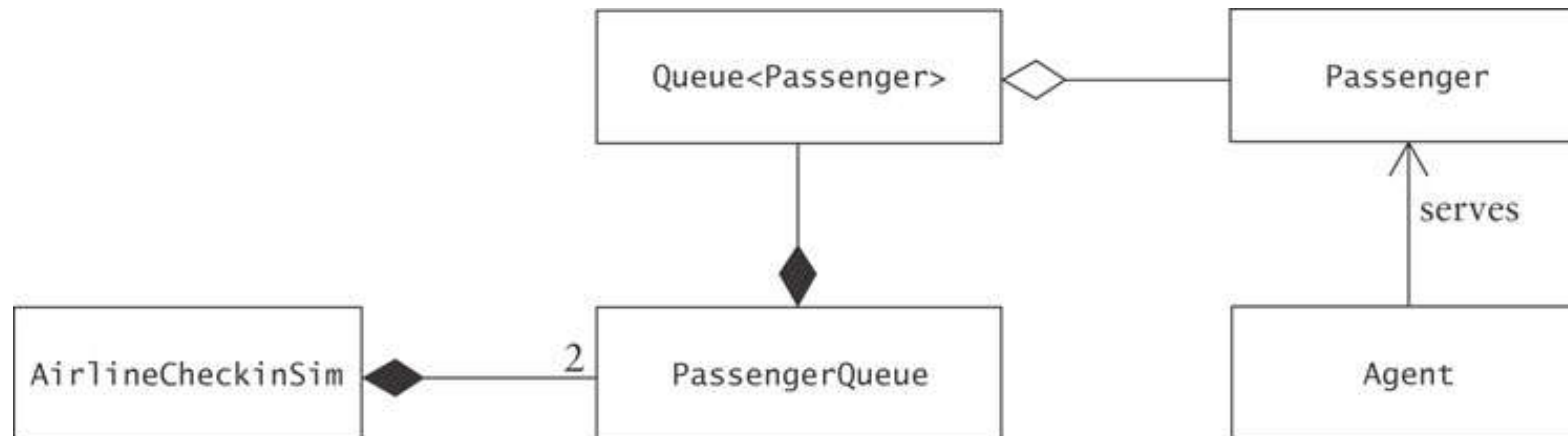 Queue<Passenger>
Passenger
serves
AirlineCheckinSim
2
PassengerQueue
Agent